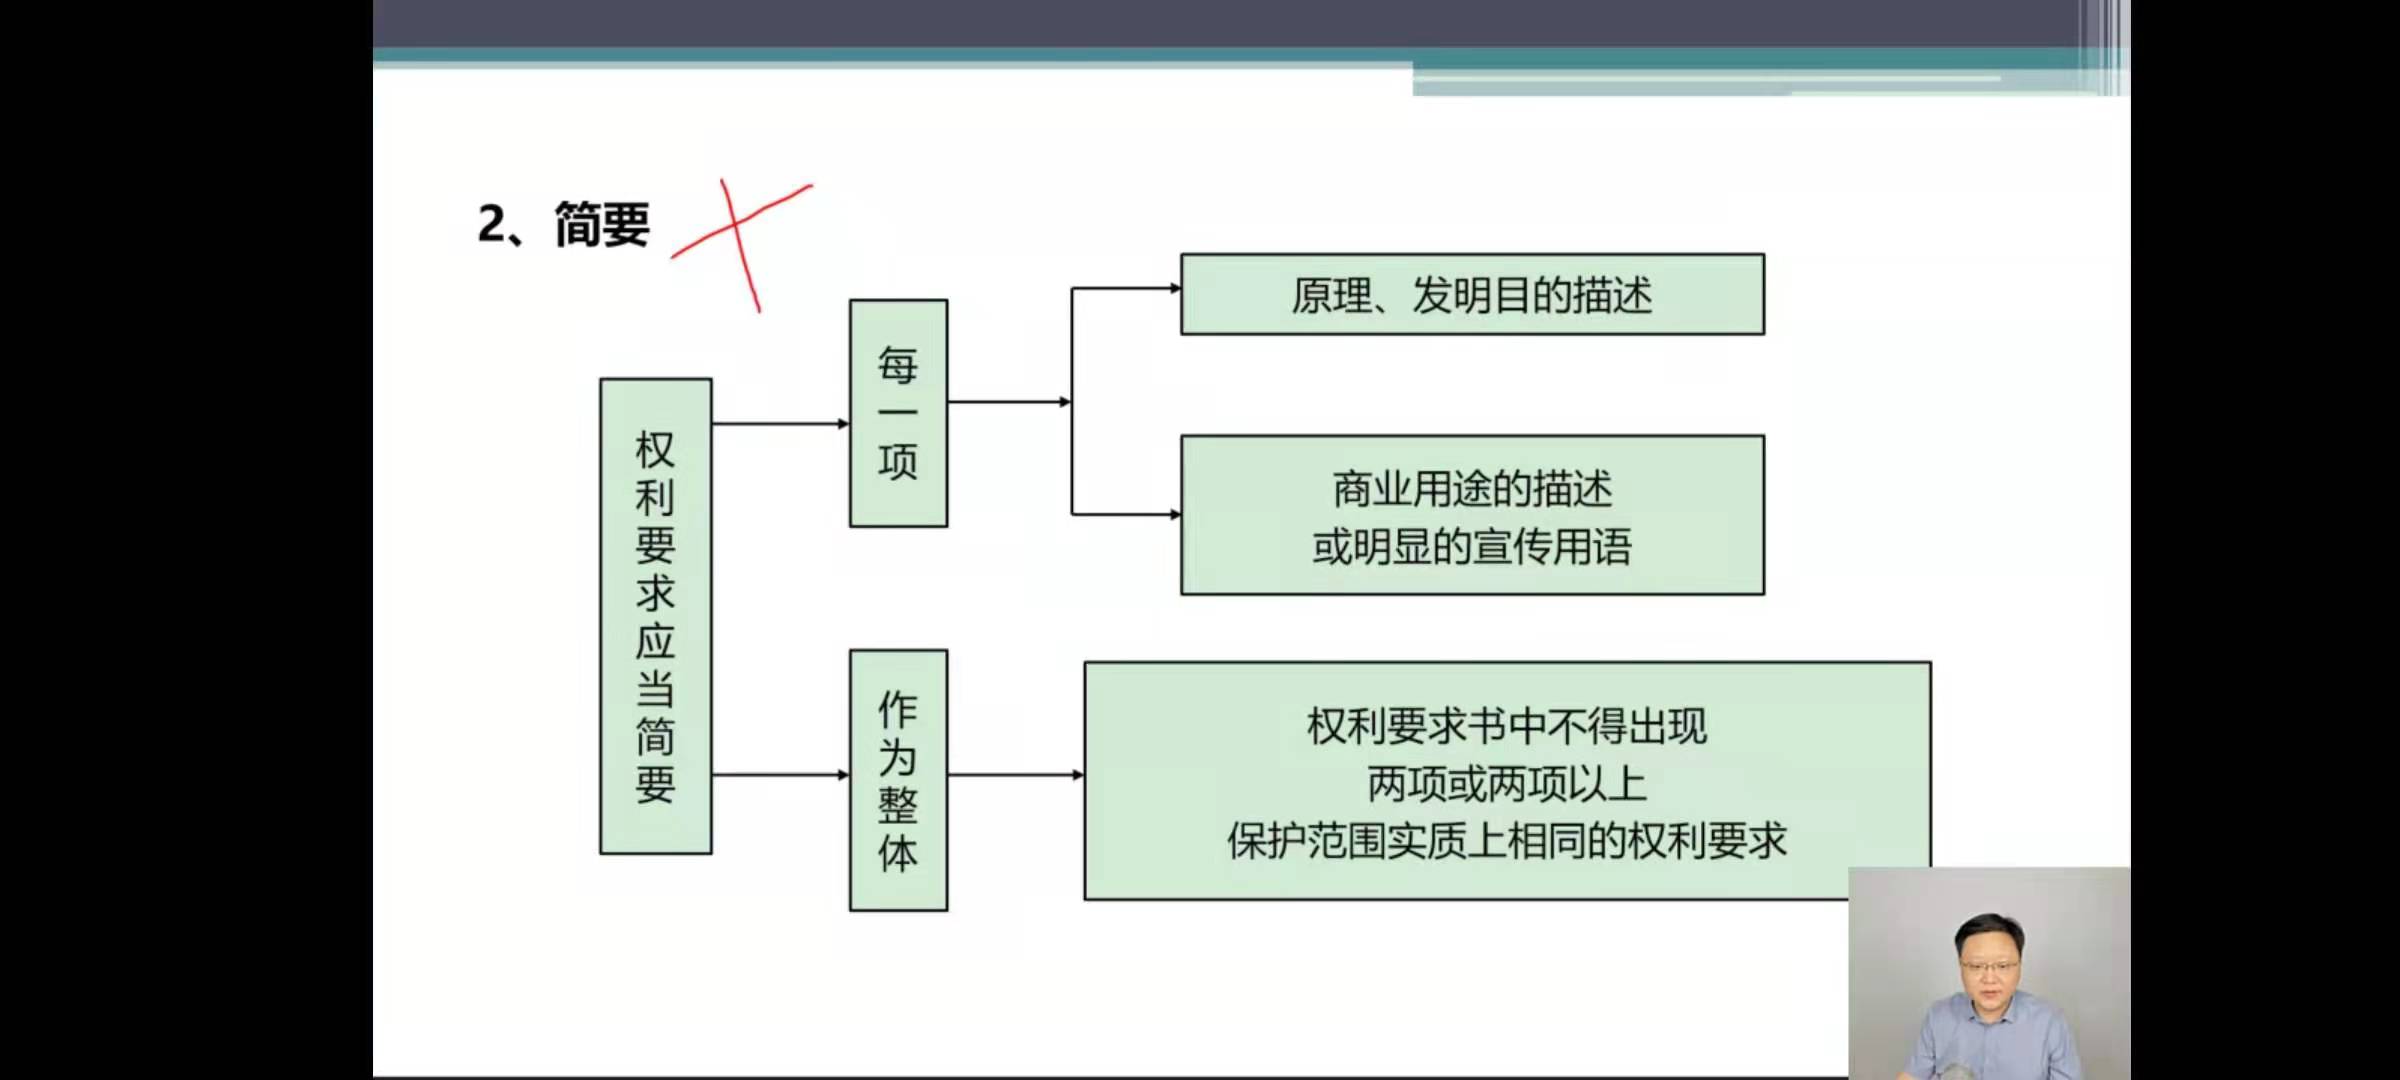 2、简要
权利要求应当简要
每一项
原理、发明目的描述
商业用途的描述
或明显的宣传用语
作为整体
权利要求书中不得出现
两项或两项以上
保护范围实质上相同的权利要求